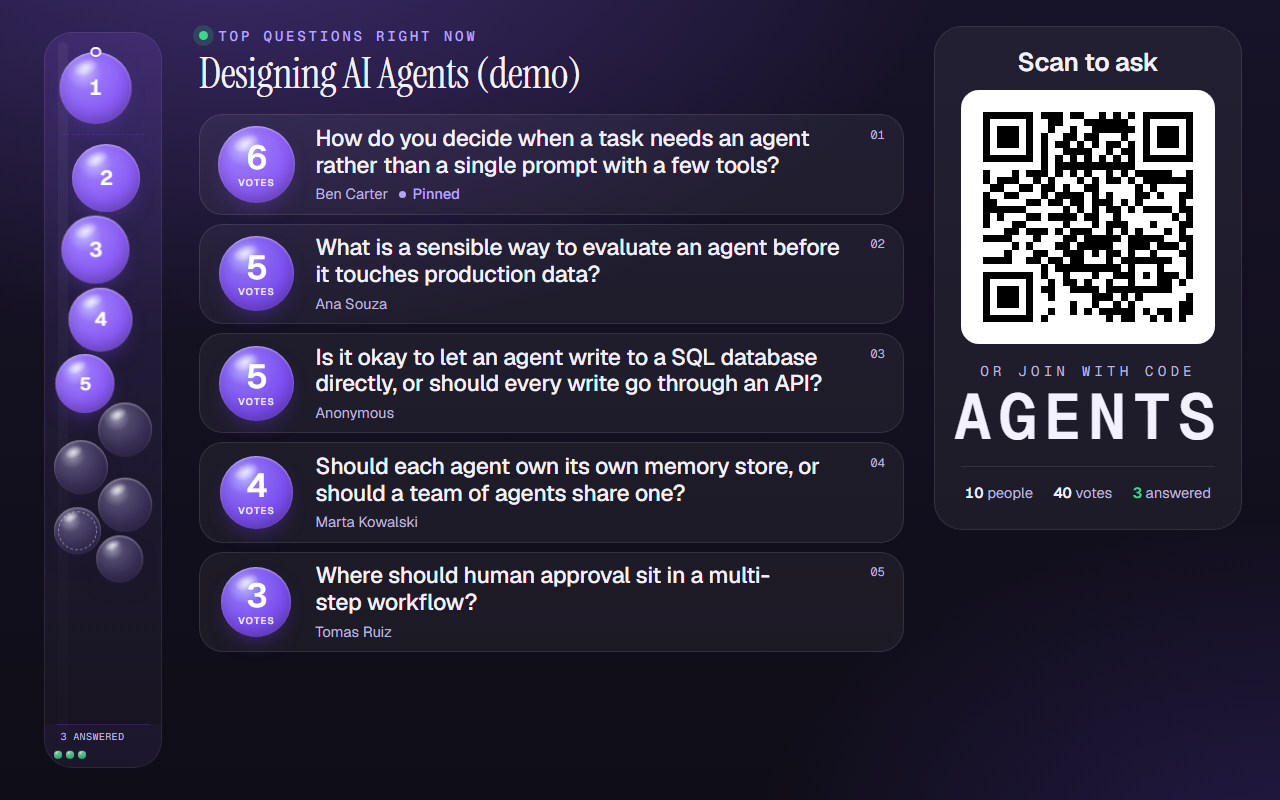 1
2
3
4
5
3 ANSWERED
TOP QUESTIONS RIGHT NOW
Designing AI Agents (demo)
6
VOTES
How do you decide when a task needs an agent
rather than a single prompt with a few tools?
Ben Carter Pinned
01
5
VOTES
What is a sensible way to evaluate an agent before
it touches production data?
Ana Souza
02
5
VOTES
Is it okay to let an agent write to a SQL database
directly, or should every write go through an API?
Anonymous
03
4
VOTES
Should each agent own its own memory store, or
should a team of agents share one?
Marta Kowalski
04
3
VOTES
Where should human approval sit in a multi-
step workflow?
Tomas Ruiz
05
Scan to ask
OR JOIN WITH CODE
AGENTS
10 people 40 votes 3 answered